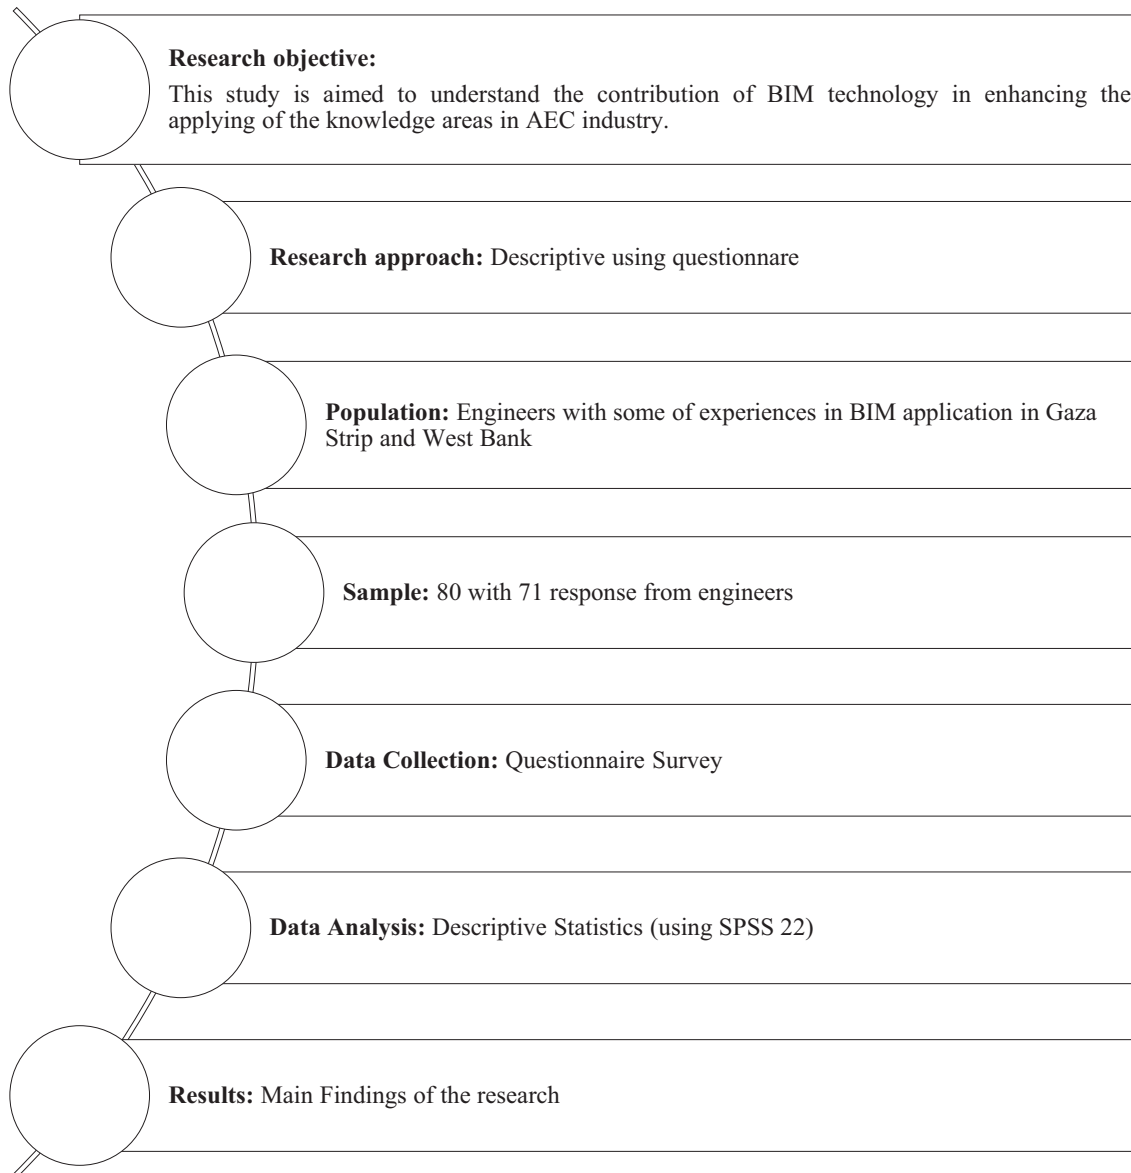 Research objective:
This study is aimed to understand the contribution of BIM technology in enhancing the
applying of the knowledge areas in AEC industry.
Research approach: Descriptive using questionnare
Population: Engineers with some of experiences in BIM application in Gaza
Strip and West Bank
Sample: 80 with 71 response from engineers
Data Collection: Questionnaire Survey
Data Analysis: Descriptive Statistics (using SPSS 22)
Results: Main Findings of the research